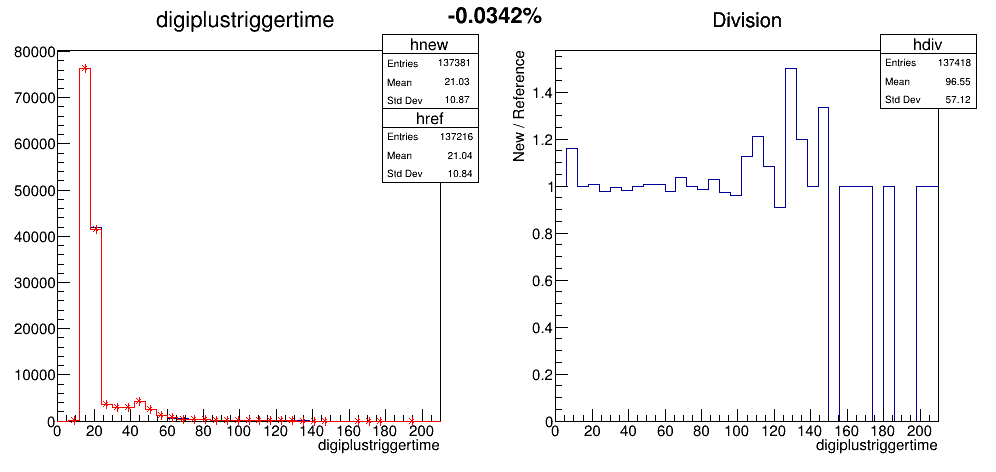 digiplustriggertime
-0.0342%
Division
hnew
Entries 137381
Mean 21.03
Std Dev 10.87
href
Entries 137216
Mean 21.04
Std Dev 10.84
80000
70000
60000
50000
40000
30000
20000
10000
0
0 20 40 60 80 100 120 140 160 180 200
digiplustriggertime
hdiv
Entries 137418
Mean 96.55
Std Dev 57.12
New / Reference
1.4
1.2
1
0.8
0.6
0.4
0.2
0
0 20 40 60 80 100 120 140 160 180 200
digiplustriggertime